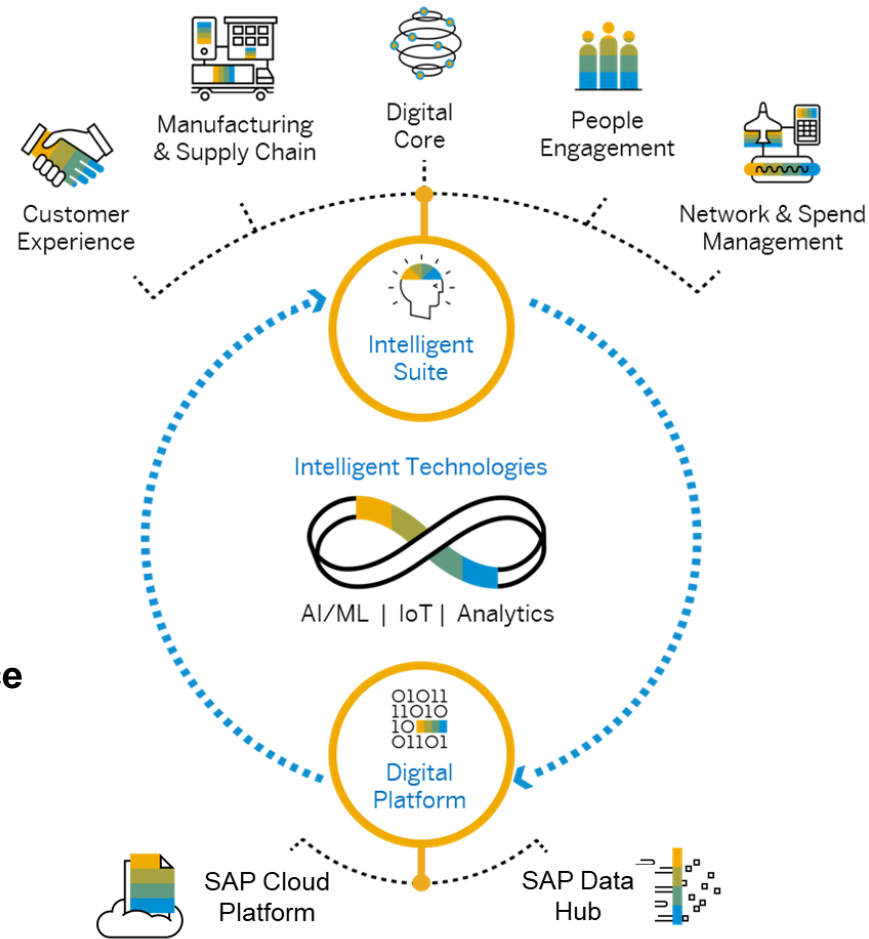 Digital
Core
Manufacturing
& Supply Chain
People
Engagement
Customer
Experience
Network & Spend
Management
Intelligent
Suite
Intelligent Technologies
AI/ML | IoT | Analytics
01011
11010
10
01101
Digital
Platform
SAP Cloud
Platform
SAP Data
Hub